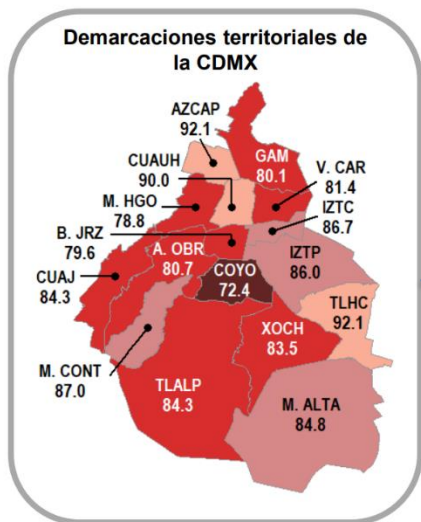 Demarcaciones territoriales de
la CDMX
AZCAP
92.1
CUAUH
90.0
GAM
80.1
V. CAR
81.4
M. HGO
78.8
IZTC
86.7
B. JRZ
79.6
A. OBR
80.7
IZTP
86.0
CUAJ
84.3
COYO
72.4
TLHC
92.1
XOCH
83.5
M. CONT
87.0
TLALP
84.3
M. ALTA
84.8